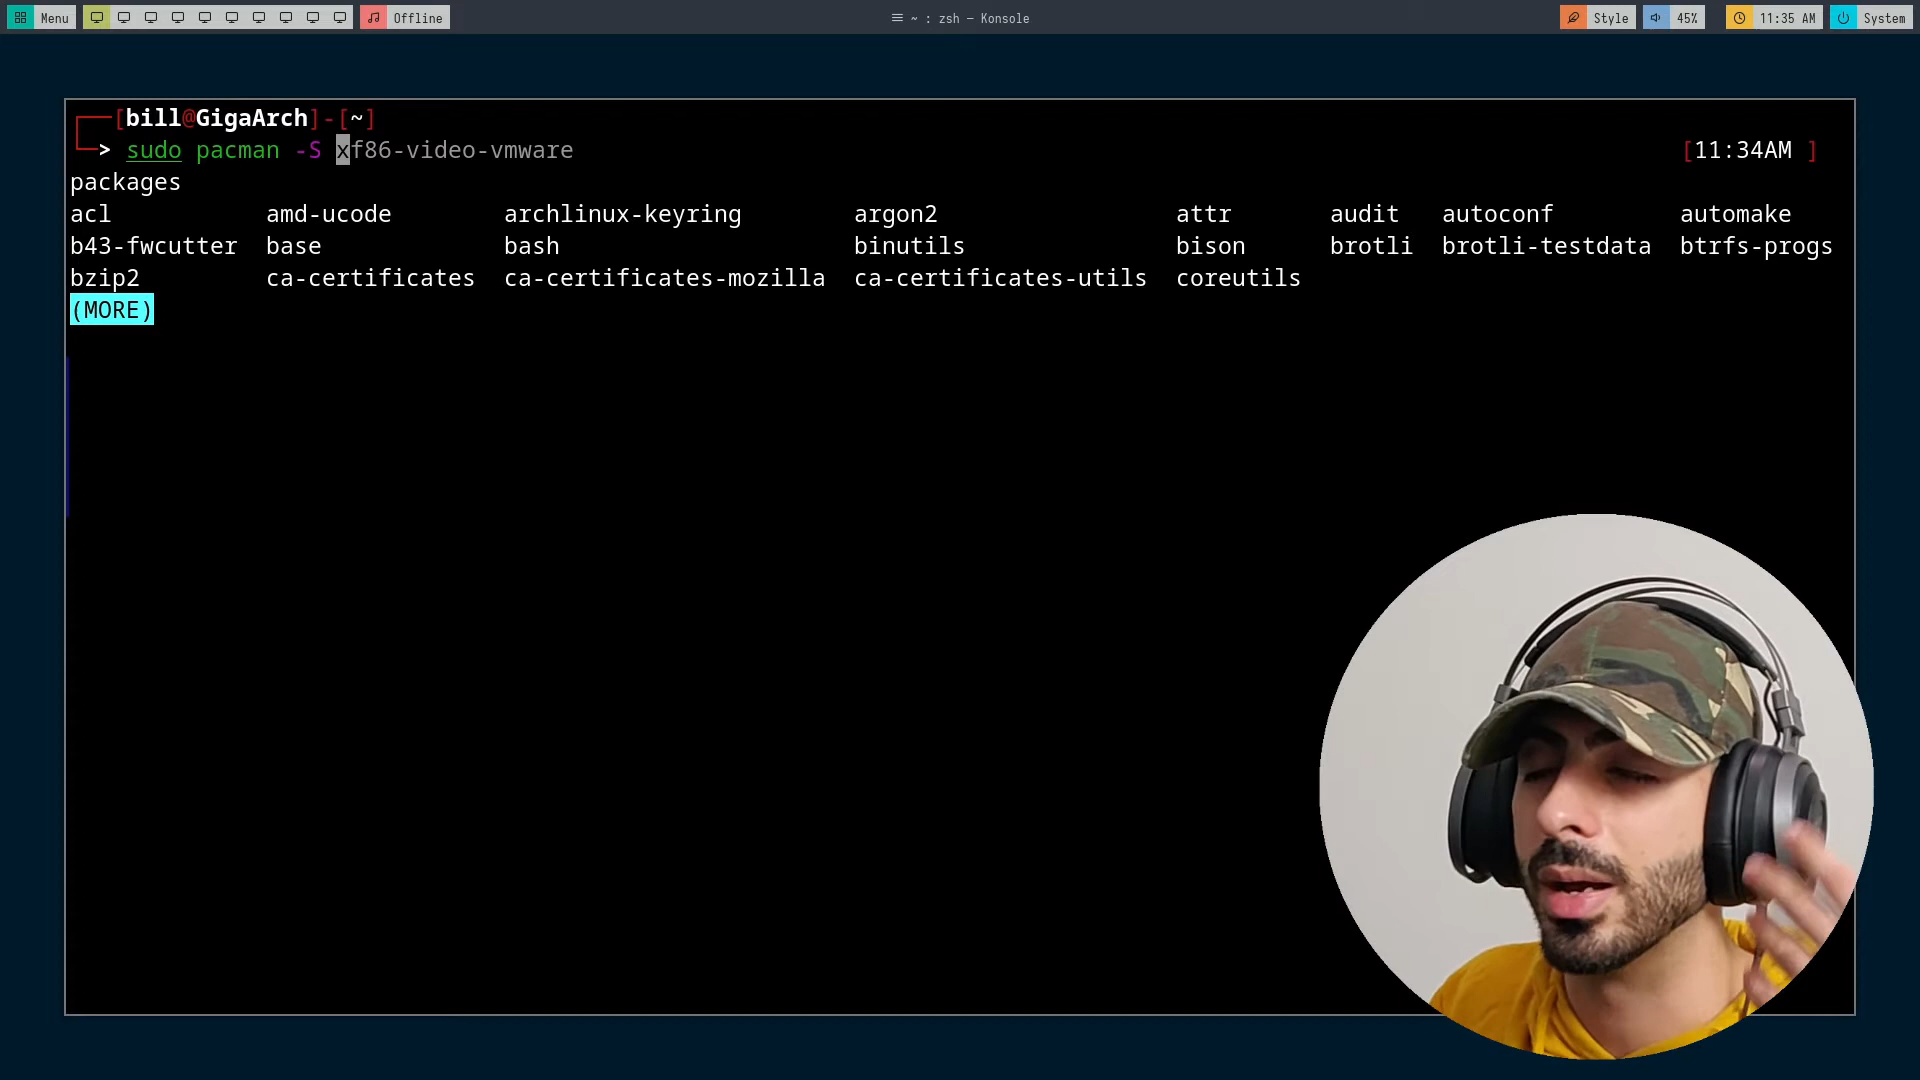 Menu Offline ~ : zsh — Konsole Style 45% 11:35 AM System
[bill@GigaArch]-[~]
> sudo pacman -S xf86-video-vmware [11:34AM ]
packages
acl amd-ucode archlinux-keyring argon2 attr audit autoconf automake
b43-fwcutter base bash binutils bison brotli brotli-testdata btrfs-progs
bzip2 ca-certificates ca-certificates-mozilla ca-certificates-utils coreutils
(MORE)